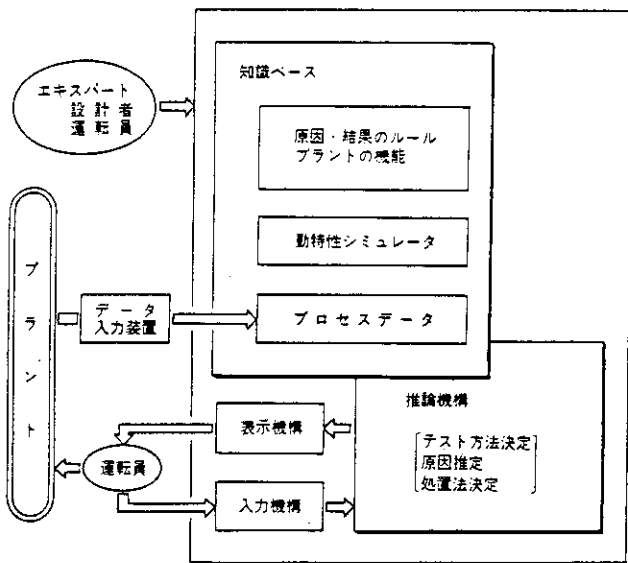 知識ベース
エキスパート
設計者
運転員
原因・結果のルール
プラントの機能
動特性シミュレータ
プラント
データ
入力装置
プロセスデータ
推論機構
表示機構
テスト方法決定
原因推定
処置法決定
運転員
入力機構